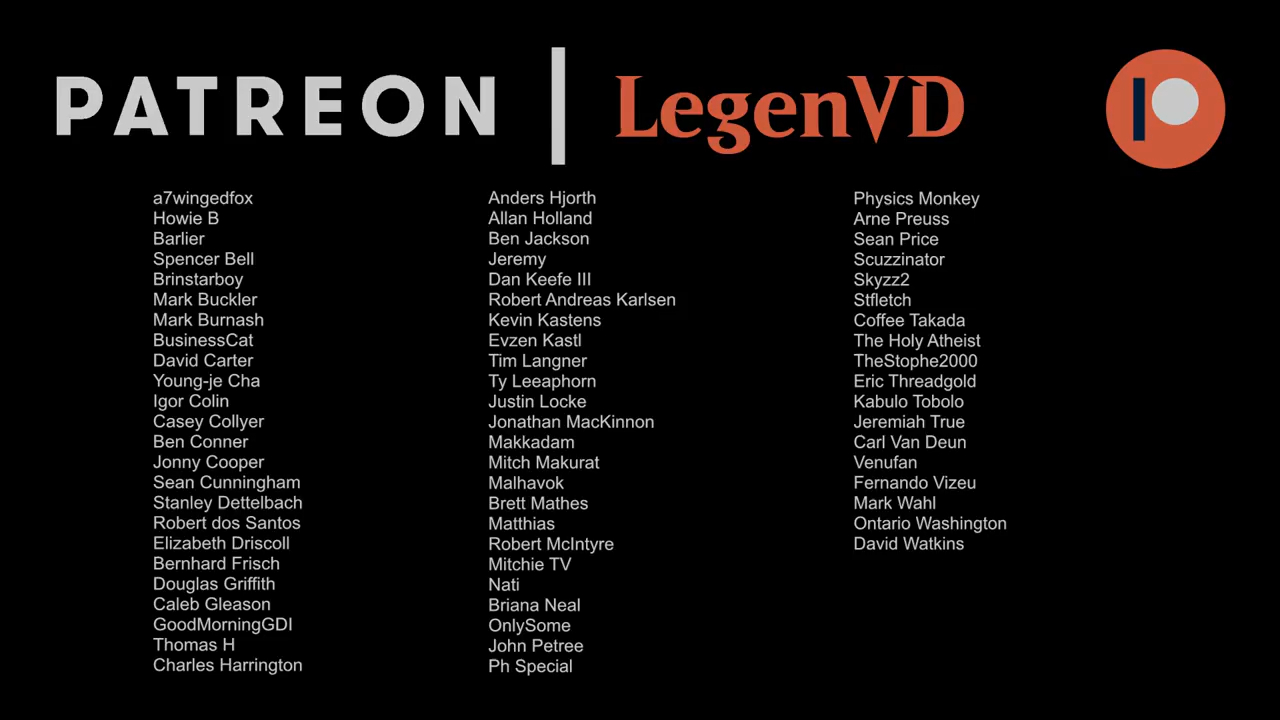 PATREON | LegenVD
a7wingedfox
Howie B
Barlier
Spencer Bell
Brinstarboy
Mark Buckler
Mark Burnash
BusinessCat
David Carter
Young-je Cha
Igor Colin
Casey Collyer
Ben Conner
Jonny Cooper
Sean Cunningham
Stanley Dettelbach
Robert dos Santos
Elizabeth Driscoll
Bernhard Frisch
Douglas Griffith
Caleb Gleason
GoodMorningGDI
Thomas H
Charles Harrington
Anders Hjorth
Allan Holland
Ben Jackson
Jeremy
Dan Keefe III
Robert Andreas Karlsen
Kevin Kastens
Evzen Kastl
Tim Langner
Ty Leeaphorn
Justin Locke
Jonathan MacKinnon
Makkadam
Mitch Makurat
Malhavok
Brett Mathes
Matthias
Robert McIntyre
Mitchie TV
Nati
Briana Neal
OnlySome
John Petree
Ph Special
Physics Monkey
Arne Preuss
Sean Price
Scuzzinator
Skyzz2
Stfletch
Coffee Takada
The Holy Atheist
TheStophe2000
Eric Threadgold
Kabulo Tobolo
Jeremiah True
Carl Van Deun
Venufan
Fernando Vizeu
Mark Wahl
Ontario Washington
David Watkins